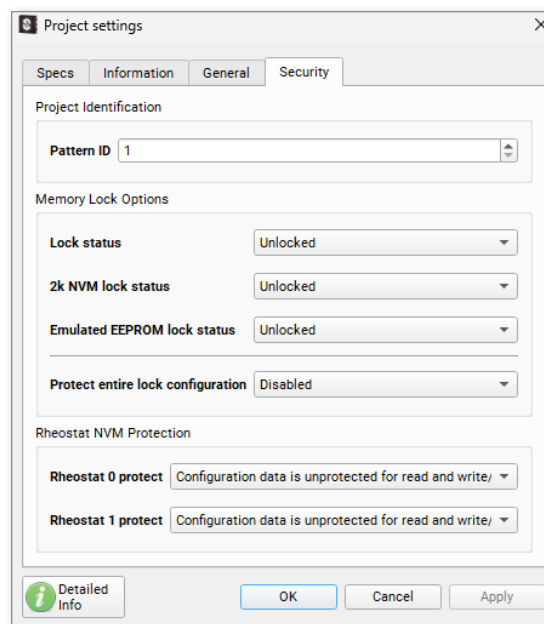 Project settings
Specs Information General Security
Project Identification
Pattern ID 1
Memory Lock Options
Lock status Unlocked
2k NVM lock status Unlocked
Emulated EEPROM lock status Unlocked
Protect entire lock configuration Disabled
Rheostat NVM Protection
Rheostat 0 protect Configuration data is unprotected for read and write/
Rheostat 1 protect Configuration data is unprotected for read and write/
Detailed
Info
OK Cancel Apply